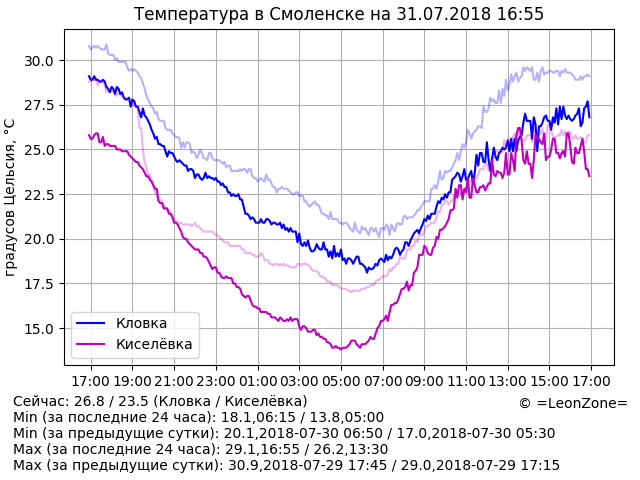 Температура в Смоленске на 31.07.2018 16:55
градусов Цельсия, °C
30.0
27.5
25.0
22.5
20.0
17.5
15.0
Кловка
Киселёвка
17:00 19:00 21:00 23:00 01:00 03:00 05:00 07:00 09:00 11:00 13:00 15:00 17:00
Сейчас: 26.8 / 23.5 (Кловка / Киселёвка)
© =LeonZone=
Min (за последние 24 часа): 18.1,06:15 / 13.8,05:00
Min (за предыдущие сутки): 20.1,2018-07-30 06:50 / 17.0,2018-07-30 05:30
Max (за последние 24 часа): 29.1,16:55 / 26.2,13:30
Max (за предыдущие сутки): 30.9,2018-07-29 17:45 / 29.0,2018-07-29 17:15